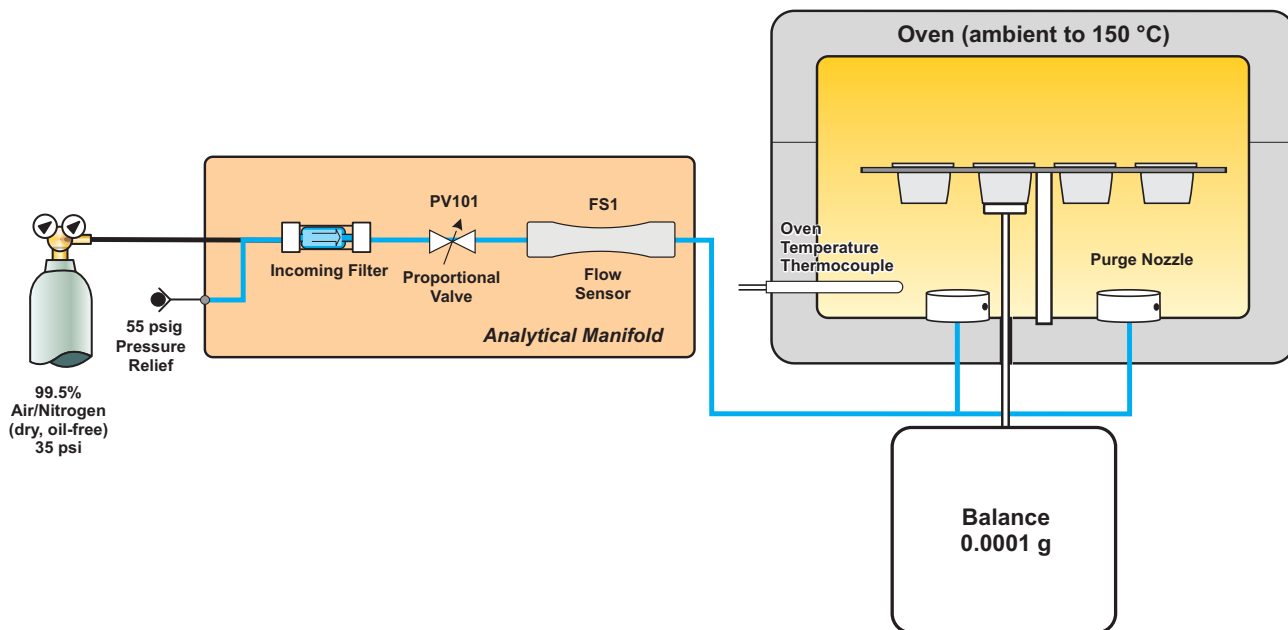 Oven (ambient to 150 °C)
PV101
FS1
Oven
Temperature
Thermocouple
Purge Nozzle
Incoming Filter
Proportional
Valve
Flow
Sensor
55 psig
Pressure
Relief
Analytical Manifold
99.5%
Air/Nitrogen
(dry, oil-free)
35 psi
Balance
0.0001 g